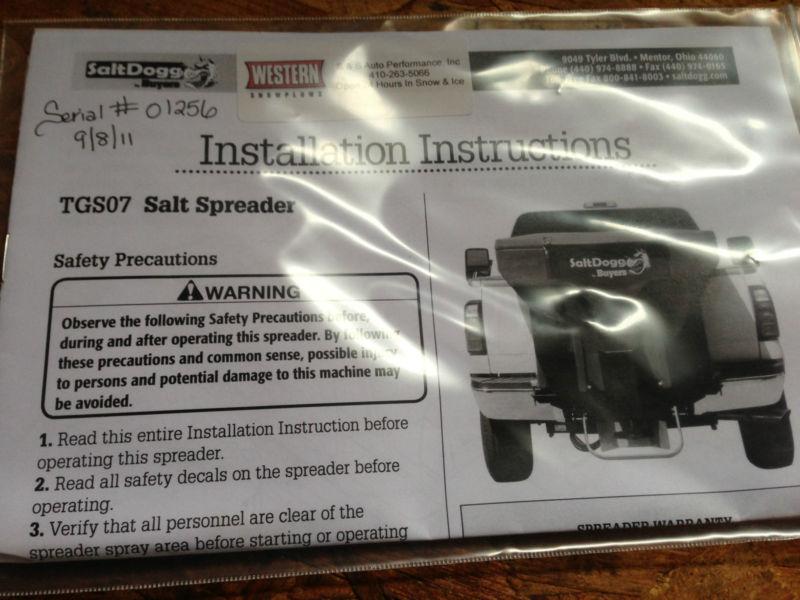 SaltDogg
by Buyers
WESTERN
SNOWPLOWS
Auto Performance, Inc
410-263-5066
Hours In Snow & Ice
9049 Tyler Blvd. • Mentor, Ohio 44060
(440) 974-8888 • Fax (440) 974-0165
Fax 800-841-8003 • saltdogg.com
Serial # 01256
9/8/11
Installation Instructions
TGS07 Salt Spreader
Safety Precautions
WARNING
Observe the following Safety Precautions before,
during and after operating this spreader. By following
these precautions and common sense, possible injury
to persons and potential damage to this machine may
be avoided.
1. Read this entire Installation Instruction before
operating this spreader.
2. Read all safety decals on the spreader before
operating.
3. Verify that all personnel are clear of the
spreader spray area before starting or operating
SaltDogg
by Buyers
SPREADER WARRANTY